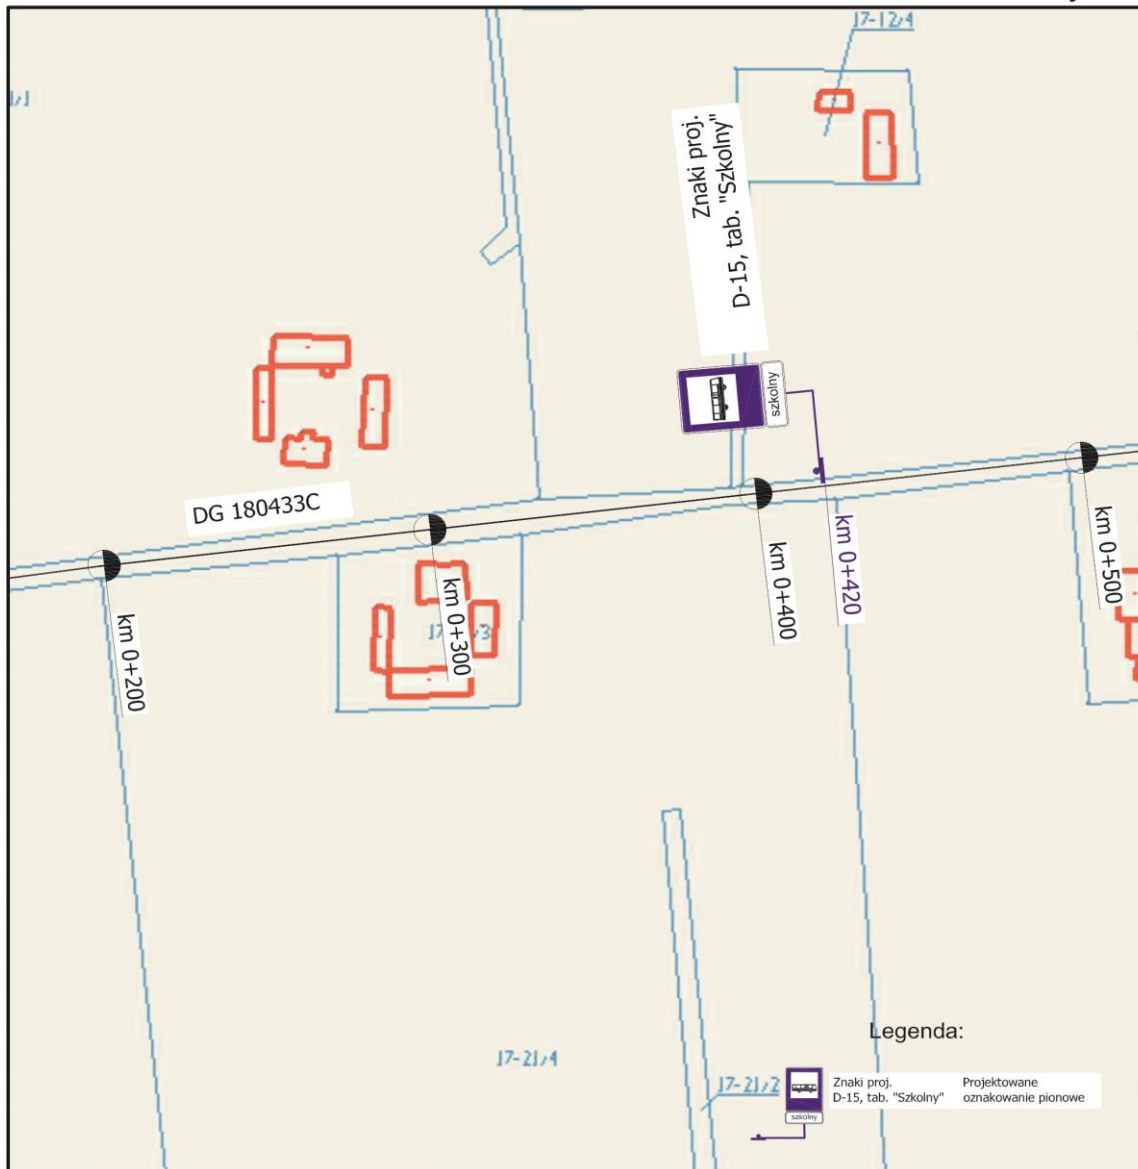 17-12/4
Znaki proj.
D-15, tab. "Szkolny"
szkolny
DG 180433C
km 0+200
km 0+300
km 0+400
km 0+420
km 0+500
17-21/4
Legenda:
17-21/2
szkolny
Znaki proj.
D-15, tab. "Szkolny"
Projektowane
oznakowanie pionowe